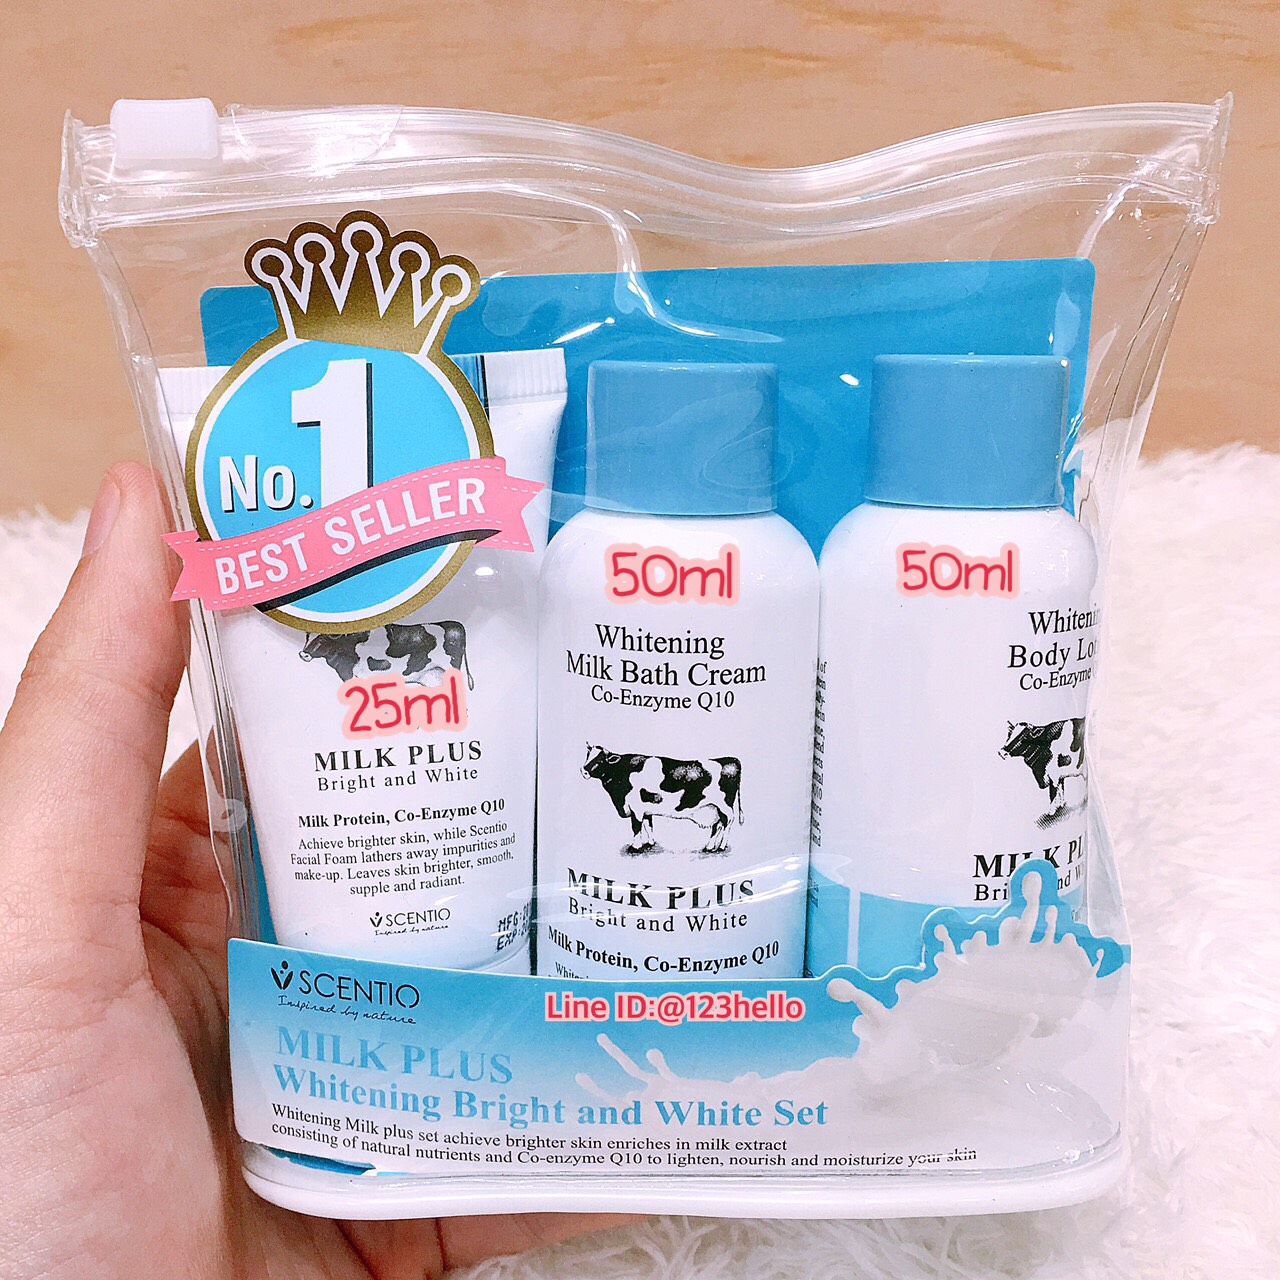 No.1
BEST SELLER
25ml
MILK PLUS
Bright and White
Milk Protein, Co-Enzyme Q10
Achieve brighter skin, while Scentio
Facial Foam lathers away impurities and
make-up. Leaves skin brighter, smooth,
supple and radiant.
SCENTIO
Inspired by nature
MFG:
EXP:
50ml
Whitening
Milk Bath Cream
Co-Enzyme Q10
MILK PLUS
Bright and White
Milk Protein, Co-Enzyme Q10
50ml
Body
Co-Enzyme
SCENTIO
Inspired by nature
Line ID:@123hello
MILK PLUS
Whitening Bright and White Set
Whitening Milk plus set achieve brighter skin enriches in milk extract
consisting of natural nutrients and Co-enzyme Q10 to lighten, nourish and moisturize your skin